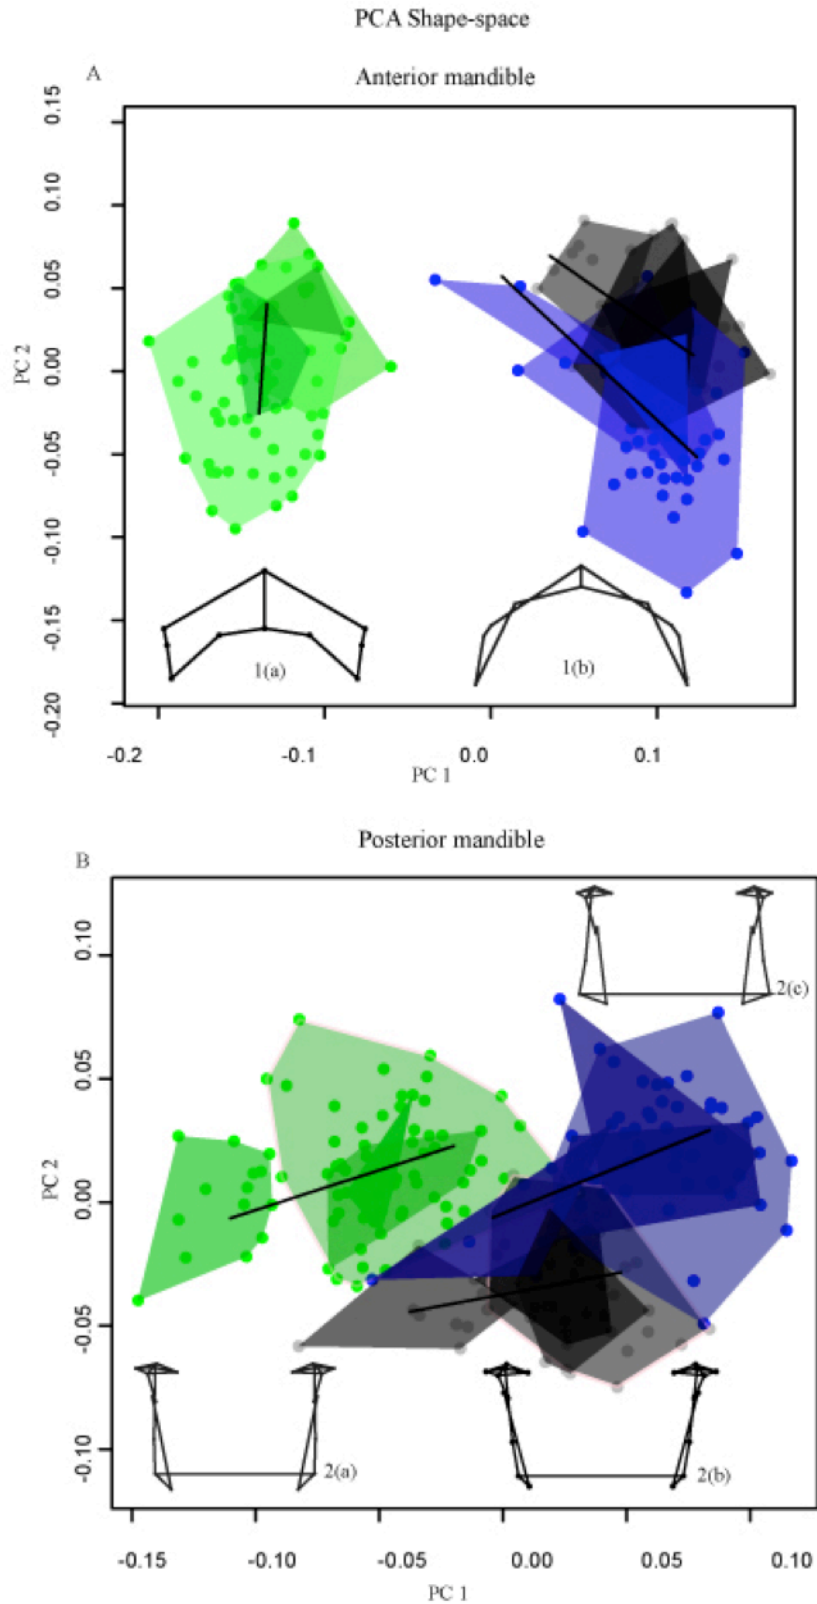 PCA Shape-space
A
Anterior mandible
0.15
0.10
0.05
0.00
-0.05
-0.10
-0.15
-0.20
PC 2
1(a)
1(b)
-0.2
-0.1
0.0
0.1
PC 1
Posterior mandible
B
0.10
0.05
0.00
-0.05
-0.10
PC 2
2(c)
2(a)
2(b)
-0.15
-0.10
-0.05
0.00
0.05
0.10
PC 1